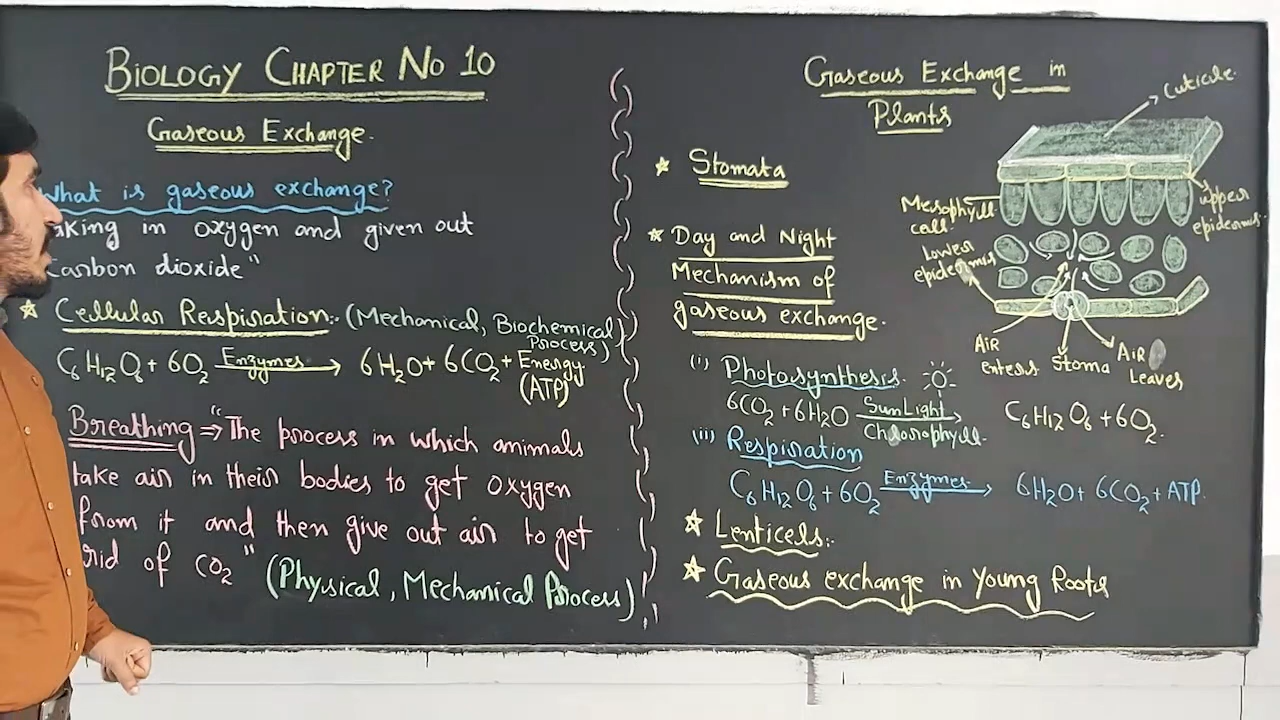 BIOLOGY CHAPTER No 10
Gaseous Exchange.
What is gaseous exchange?
aking in oxygen and given out
Carbon dioxide"
Cellular Respiration:. (Mechanical, Biochemical
Process)
C6H12O6 + 6O2 Enzymes → 6H2O + 6CO2 + Energy
(ATP)
Breathing ⇒ "The process in which animals
take air in their bodies to get oxygen
from it and then give out air to get
rid of CO2"
(Physical, Mechanical Process)
Gaseous Exchange in
Plants
Stomata
Day and Night
Mechanism of
gaseous exchange.
(i) Photosynthesis.
6CO2 + 6H2O SunLight → C6H12O6 + 6O2.
Chlorophyll.
(ii) Respiration
C6H12O6 + 6O2 Enzymes → 6H2O + 6CO2 + ATP.
Lenticels:.
Gaseous exchange in Young Roots
Cuticule.
upper
epidermis.
Mesophyll
cell.
Lower
epidermis
Air
enters
Stoma
Air
Leaves